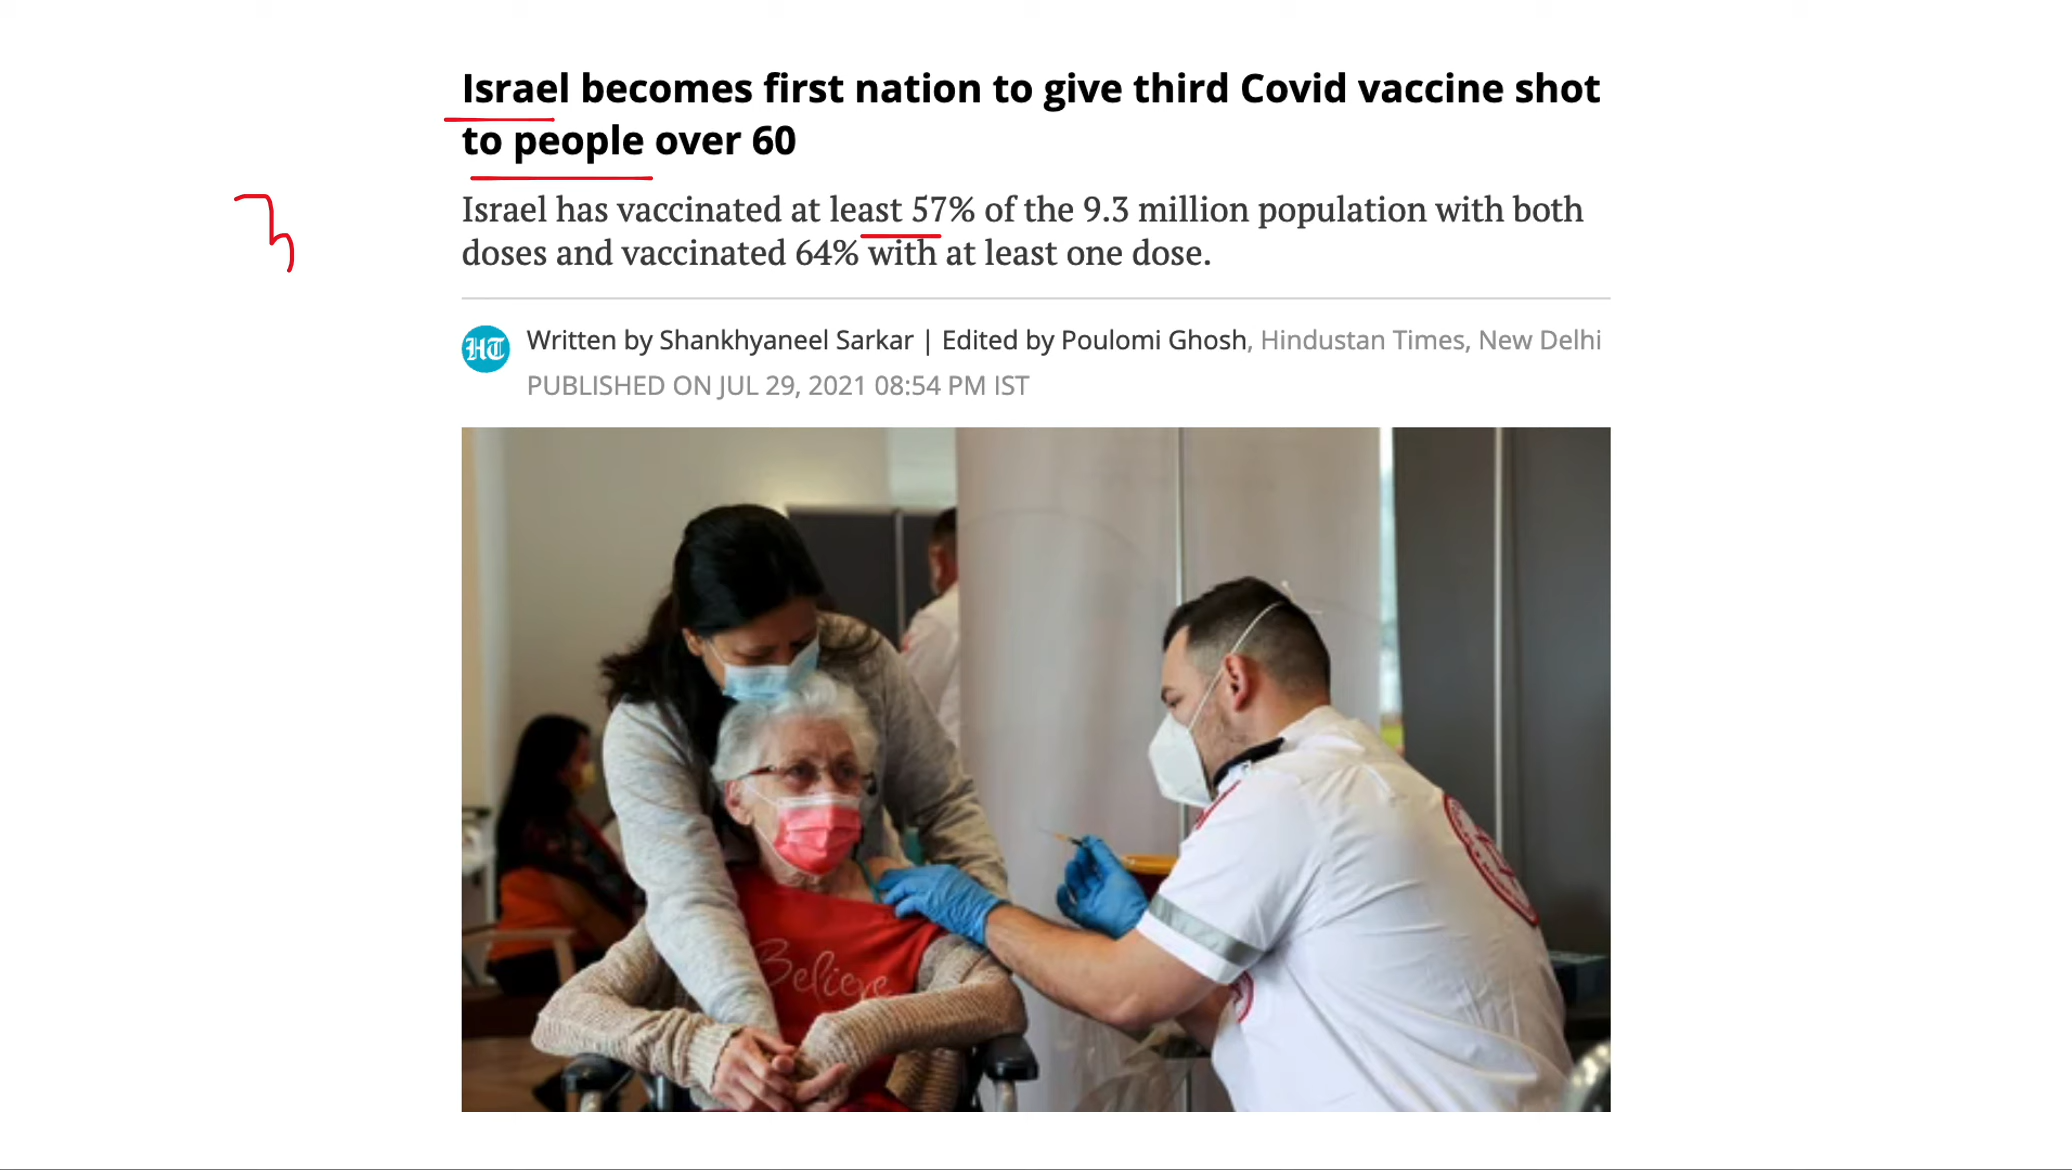 Israel becomes first nation to give third Covid vaccine shot
to people over 60
Israel has vaccinated at least 57% of the 9.3 million population with both
doses and vaccinated 64% with at least one dose.
HT
Written by Shankhyaneel Sarkar | Edited by Poulomi Ghosh, Hindustan Times, New Delhi
PUBLISHED ON JUL 29, 2021 08:54 PM IST
Believe